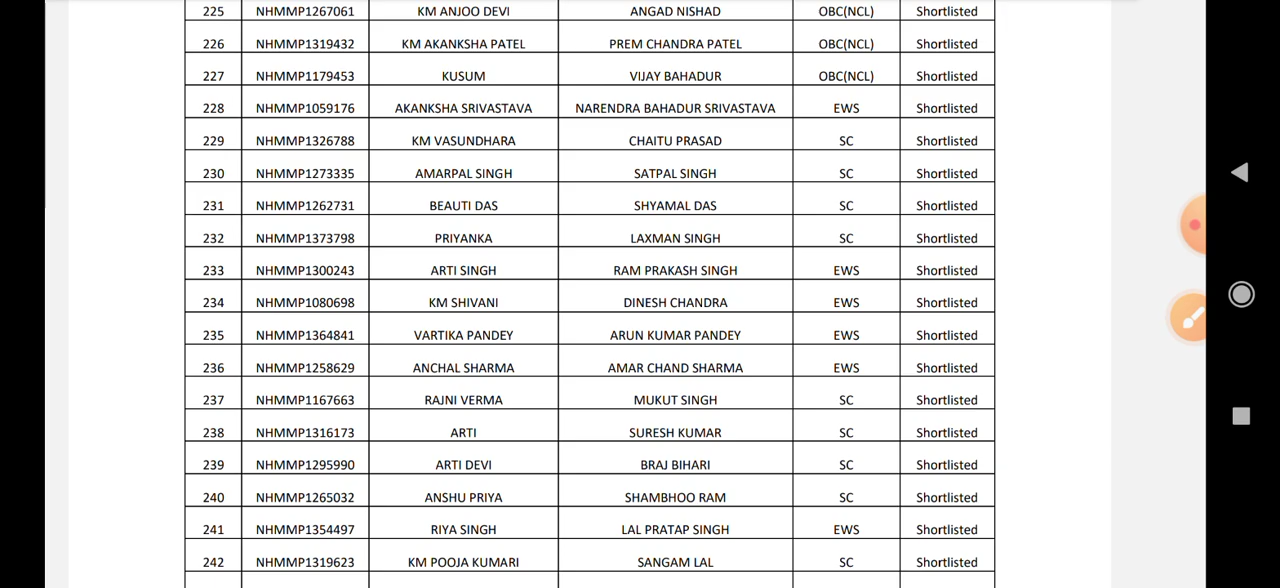 225 NHMMP1267061 KM ANJOO DEVI ANGAD NISHAD OBC(NCL) Shortlisted
226 NHMMP1319432 KM AKANKSHA PATEL PREM CHANDRA PATEL OBC(NCL) Shortlisted
227 NHMMP1179453 KUSUM VIJAY BAHADUR OBC(NCL) Shortlisted
228 NHMMP1059176 AKANKSHA SRIVASTAVA NARENDRA BAHADUR SRIVASTAVA EWS Shortlisted
229 NHMMP1326788 KM VASUNDHARA CHAITU PRASAD SC Shortlisted
230 NHMMP1273335 AMARPAL SINGH SATPAL SINGH SC Shortlisted
231 NHMMP1262731 BEAUTI DAS SHYAMAL DAS SC Shortlisted
232 NHMMP1373798 PRIYANKA LAXMAN SINGH SC Shortlisted
233 NHMMP1300243 ARTI SINGH RAM PRAKASH SINGH EWS Shortlisted
234 NHMMP1080698 KM SHIVANI DINESH CHANDRA EWS Shortlisted
235 NHMMP1364841 VARTIKA PANDEY ARUN KUMAR PANDEY EWS Shortlisted
236 NHMMP1258629 ANCHAL SHARMA AMAR CHAND SHARMA EWS Shortlisted
237 NHMMP1167663 RAJNI VERMA MUKUT SINGH SC Shortlisted
238 NHMMP1316173 ARTI SURESH KUMAR SC Shortlisted
239 NHMMP1295990 ARTI DEVI BRAJ BIHARI SC Shortlisted
240 NHMMP1265032 ANSHU PRIYA SHAMBHOO RAM SC Shortlisted
241 NHMMP1354497 RIYA SINGH LAL PRATAP SINGH EWS Shortlisted
242 NHMMP1319623 KM POOJA KUMARI SANGAM LAL SC Shortlisted